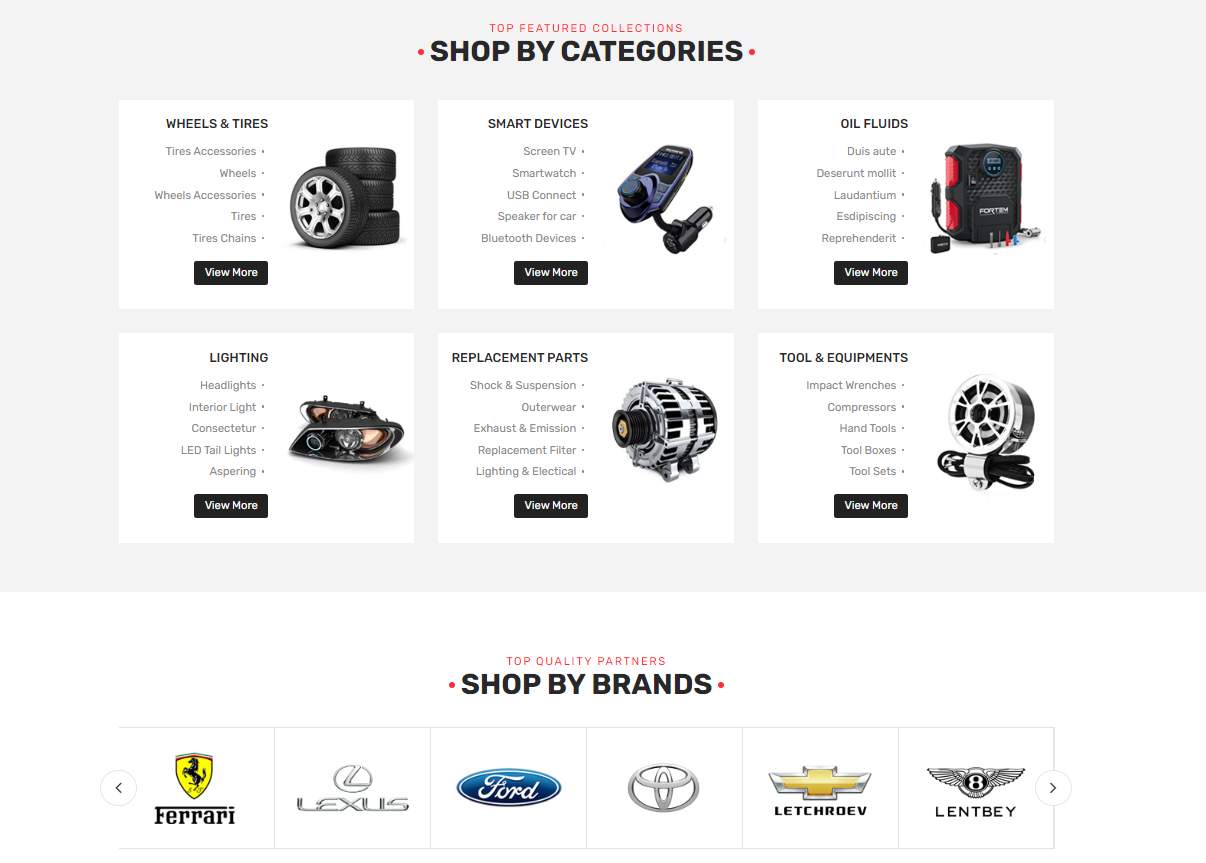 TOP FEATURED COLLECTIONS
SHOP BY CATEGORIES
WHEELS & TIRES
Tires Accessories
Wheels
Wheels Accessories
Tires
Tires Chains
View More
SMART DEVICES
Screen TV
Smartwatch
USB Connect
Speaker for car
Bluetooth Devices
View More
OIL FLUIDS
Duis aute
Deserunt mollit
Laudantium
Esdipiscing
Reprehenderit
View More
FORTEM
LIGHTING
Headlights
Interior Light
Consectetur
LED Tail Lights
Aspering
View More
REPLACEMENT PARTS
Shock & Suspension
Outerwear
Exhaust & Emission
Replacement Filter
Lighting & Electical
View More
TOOL & EQUIPMENTS
Impact Wrenches
Compressors
Hand Tools
Tool Boxes
Tool Sets
View More
TOP QUALITY PARTNERS
SHOP BY BRANDS
Ferrari
LEXUS
Ford
LETCHROEV
8
LENTBEY